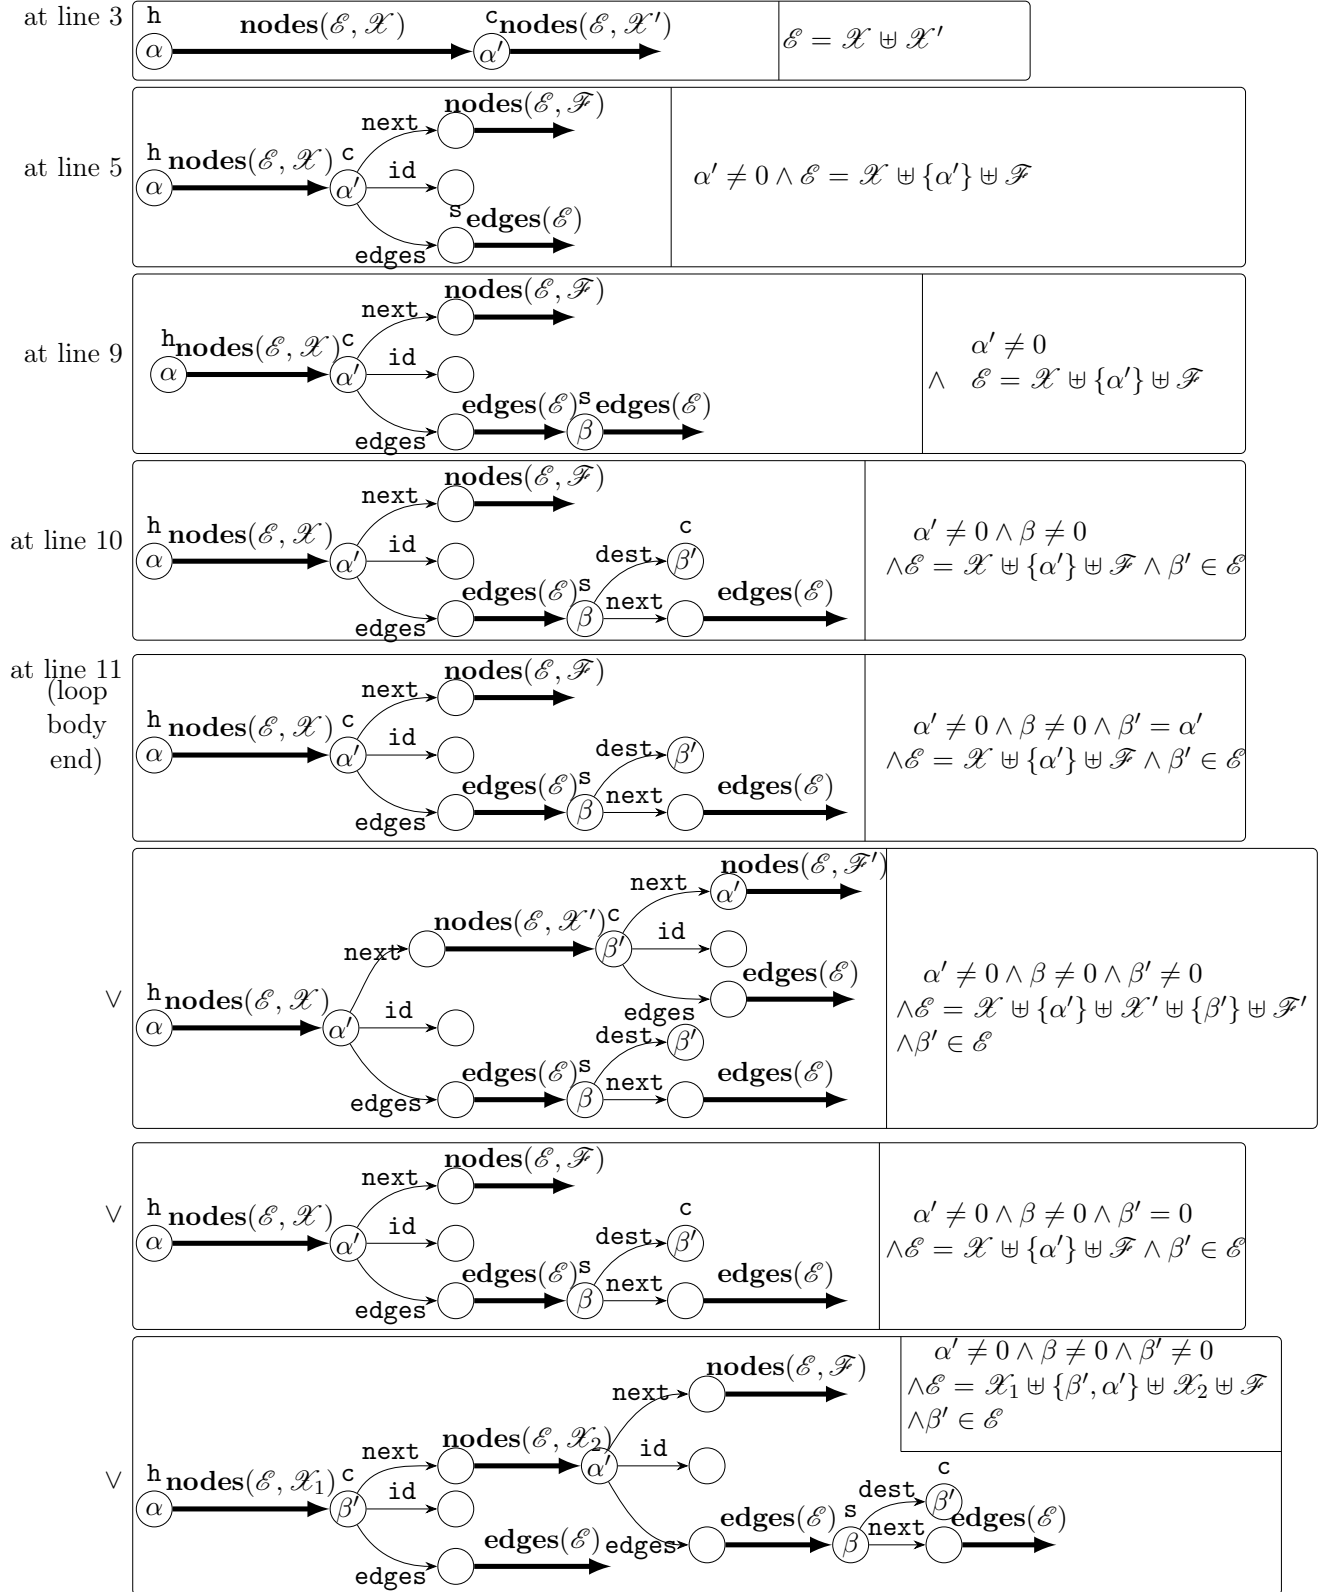 at line 3
h
nodes(ℰ, 𝒳)
c
nodes(ℰ, 𝒳′)
α
α′
ℰ = 𝒳 ⊎ 𝒳′
at line 5
nodes(ℰ, ℱ)
next
h
nodes(ℰ, 𝒳)
c
id
α
α′
s
edges(ℰ)
edges
α′ ≠ 0 ∧ ℰ = 𝒳 ⊎ {α′} ⊎ ℱ
at line 9
nodes(ℰ, ℱ)
next
h
nodes(ℰ, 𝒳)
c
id
α
α′
edges(ℰ)
s
edges(ℰ)
edges
β
α′ ≠ 0
∧ ℰ = 𝒳 ⊎ {α′} ⊎ ℱ
at line 10
nodes(ℰ, ℱ)
next
h
nodes(ℰ, 𝒳)
id
c
dest
α
α′
β′
edges(ℰ)
s
next
edges(ℰ)
edges
β
α′ ≠ 0 ∧ β ≠ 0
∧ℰ = 𝒳 ⊎ {α′} ⊎ ℱ ∧ β′ ∈ ℰ
at line 11
(loop
body
end)
nodes(ℰ, ℱ)
next
h
nodes(ℰ, 𝒳)
c
id
dest
α
α′
β′
edges(ℰ)
s
next
edges(ℰ)
edges
β
α′ ≠ 0 ∧ β ≠ 0 ∧ β′ = α′
∧ℰ = 𝒳 ⊎ {α′} ⊎ ℱ ∧ β′ ∈ ℰ
∨
nodes(ℰ, ℱ′)
next
α′
nodes(ℰ, 𝒳′)
c
id
next
β′
edges(ℰ)
h
nodes(ℰ, 𝒳)
id
edges
α
α′
dest
β′
edges(ℰ)
s
next
edges(ℰ)
edges
β
α′ ≠ 0 ∧ β ≠ 0 ∧ β′ ≠ 0
∧ℰ = 𝒳 ⊎ {α′} ⊎ 𝒳′ ⊎ {β′} ⊎ ℱ′
∧β′ ∈ ℰ
∨
nodes(ℰ, ℱ)
next
h
nodes(ℰ, 𝒳)
id
c
dest
α
α′
β′
edges(ℰ)
s
next
edges(ℰ)
edges
β
α′ ≠ 0 ∧ β ≠ 0 ∧ β′ = 0
∧ℰ = 𝒳 ⊎ {α′} ⊎ ℱ ∧ β′ ∈ ℰ
∨
nodes(ℰ, ℱ)
next
nodes(ℰ, 𝒳₂)
id
next
α′
h
nodes(ℰ, 𝒳₁)
c
id
α
β′
c
dest
β′
edges(ℰ)
edges
edges(ℰ)
s
next
edges(ℰ)
β
edges
α′ ≠ 0 ∧ β ≠ 0 ∧ β′ ≠ 0
∧ℰ = 𝒳₁ ⊎ {β′, α′} ⊎ 𝒳₂ ⊎ ℱ
∧β′ ∈ ℰ